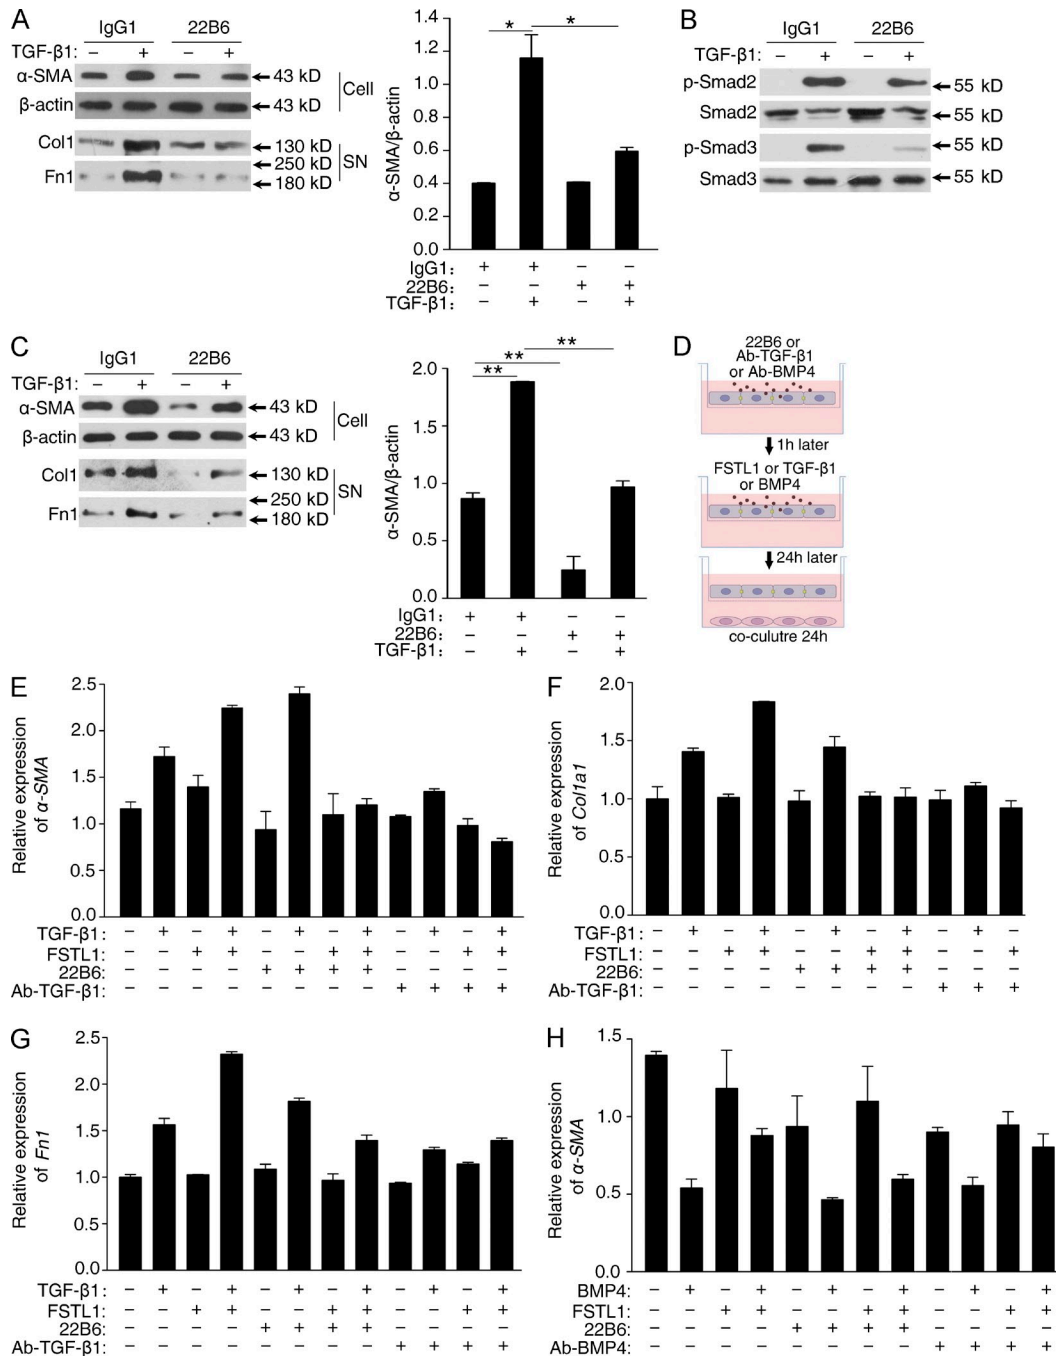 A
IgG1 22B6
TGF-β1: − + − +
α-SMA 43 kD
β-actin 43 kD
Cell
Col1 130 kD
250 kD
Fn1 180 kD
SN
α-SMA/β-actin
1.4
1.2
1.0
0.8
0.6
0.4
0.2
0.0
* *
IgG1: + + − −
22B6: − − + +
TGF-β1: − + − +
B
IgG1 22B6
TGF-β1: − + − +
p-Smad2 55 kD
Smad2 55 kD
p-Smad3 55 kD
Smad3 55 kD
C
IgG1 22B6
TGF-β1: − + − +
α-SMA 43 kD
β-actin 43 kD
Cell
Col1 130 kD
250 kD
Fn1 180 kD
SN
α-SMA/β-actin
2.0
1.5
1.0
0.5
0.0
** ** **
IgG1: + + − −
22B6: − − + +
TGF-β1: − + − +
D
22B6 or
Ab-TGF-β1
or Ab-BMP4
1h later
FSTL1 or TGF-β1
or BMP4
24h later
co-culutre 24h
E
Relative expression
of α-SMA
2.5
2.0
1.5
1.0
0.5
0.0
TGF-β1: − + − + − + − + − + − +
FSTL1: − − + + − − + + − − + +
22B6: − − − − + + + + − − − −
Ab-TGF-β1: − − − − − − − − + + + +
F
Relative expression
of Col1a1
2.0
1.5
1.0
0.5
0.0
TGF-β1: − + − + − + − + − + −
FSTL1: − − + + − − + + − − +
22B6: − − − − + + + + − − −
Ab-TGF-β1: − − − − − − − − + + +
G
Relative expression
of Fn1
2.5
2.0
1.5
1.0
0.5
0.0
TGF-β1: − + − + − + − + − + − +
FSTL1: − − + + − − + + − − + +
22B6: − − − − + + + + − − − −
Ab-TGF-β1: − − − − − − − − + + + +
H
Relative expression
of α-SMA
1.5
1.0
0.5
0.0
BMP4: − + − + − + − + − + − +
FSTL1: − − + + − − + + − − + +
22B6: − − − − + + + + − − − −
Ab-BMP4: − − − − − − − − + + + +